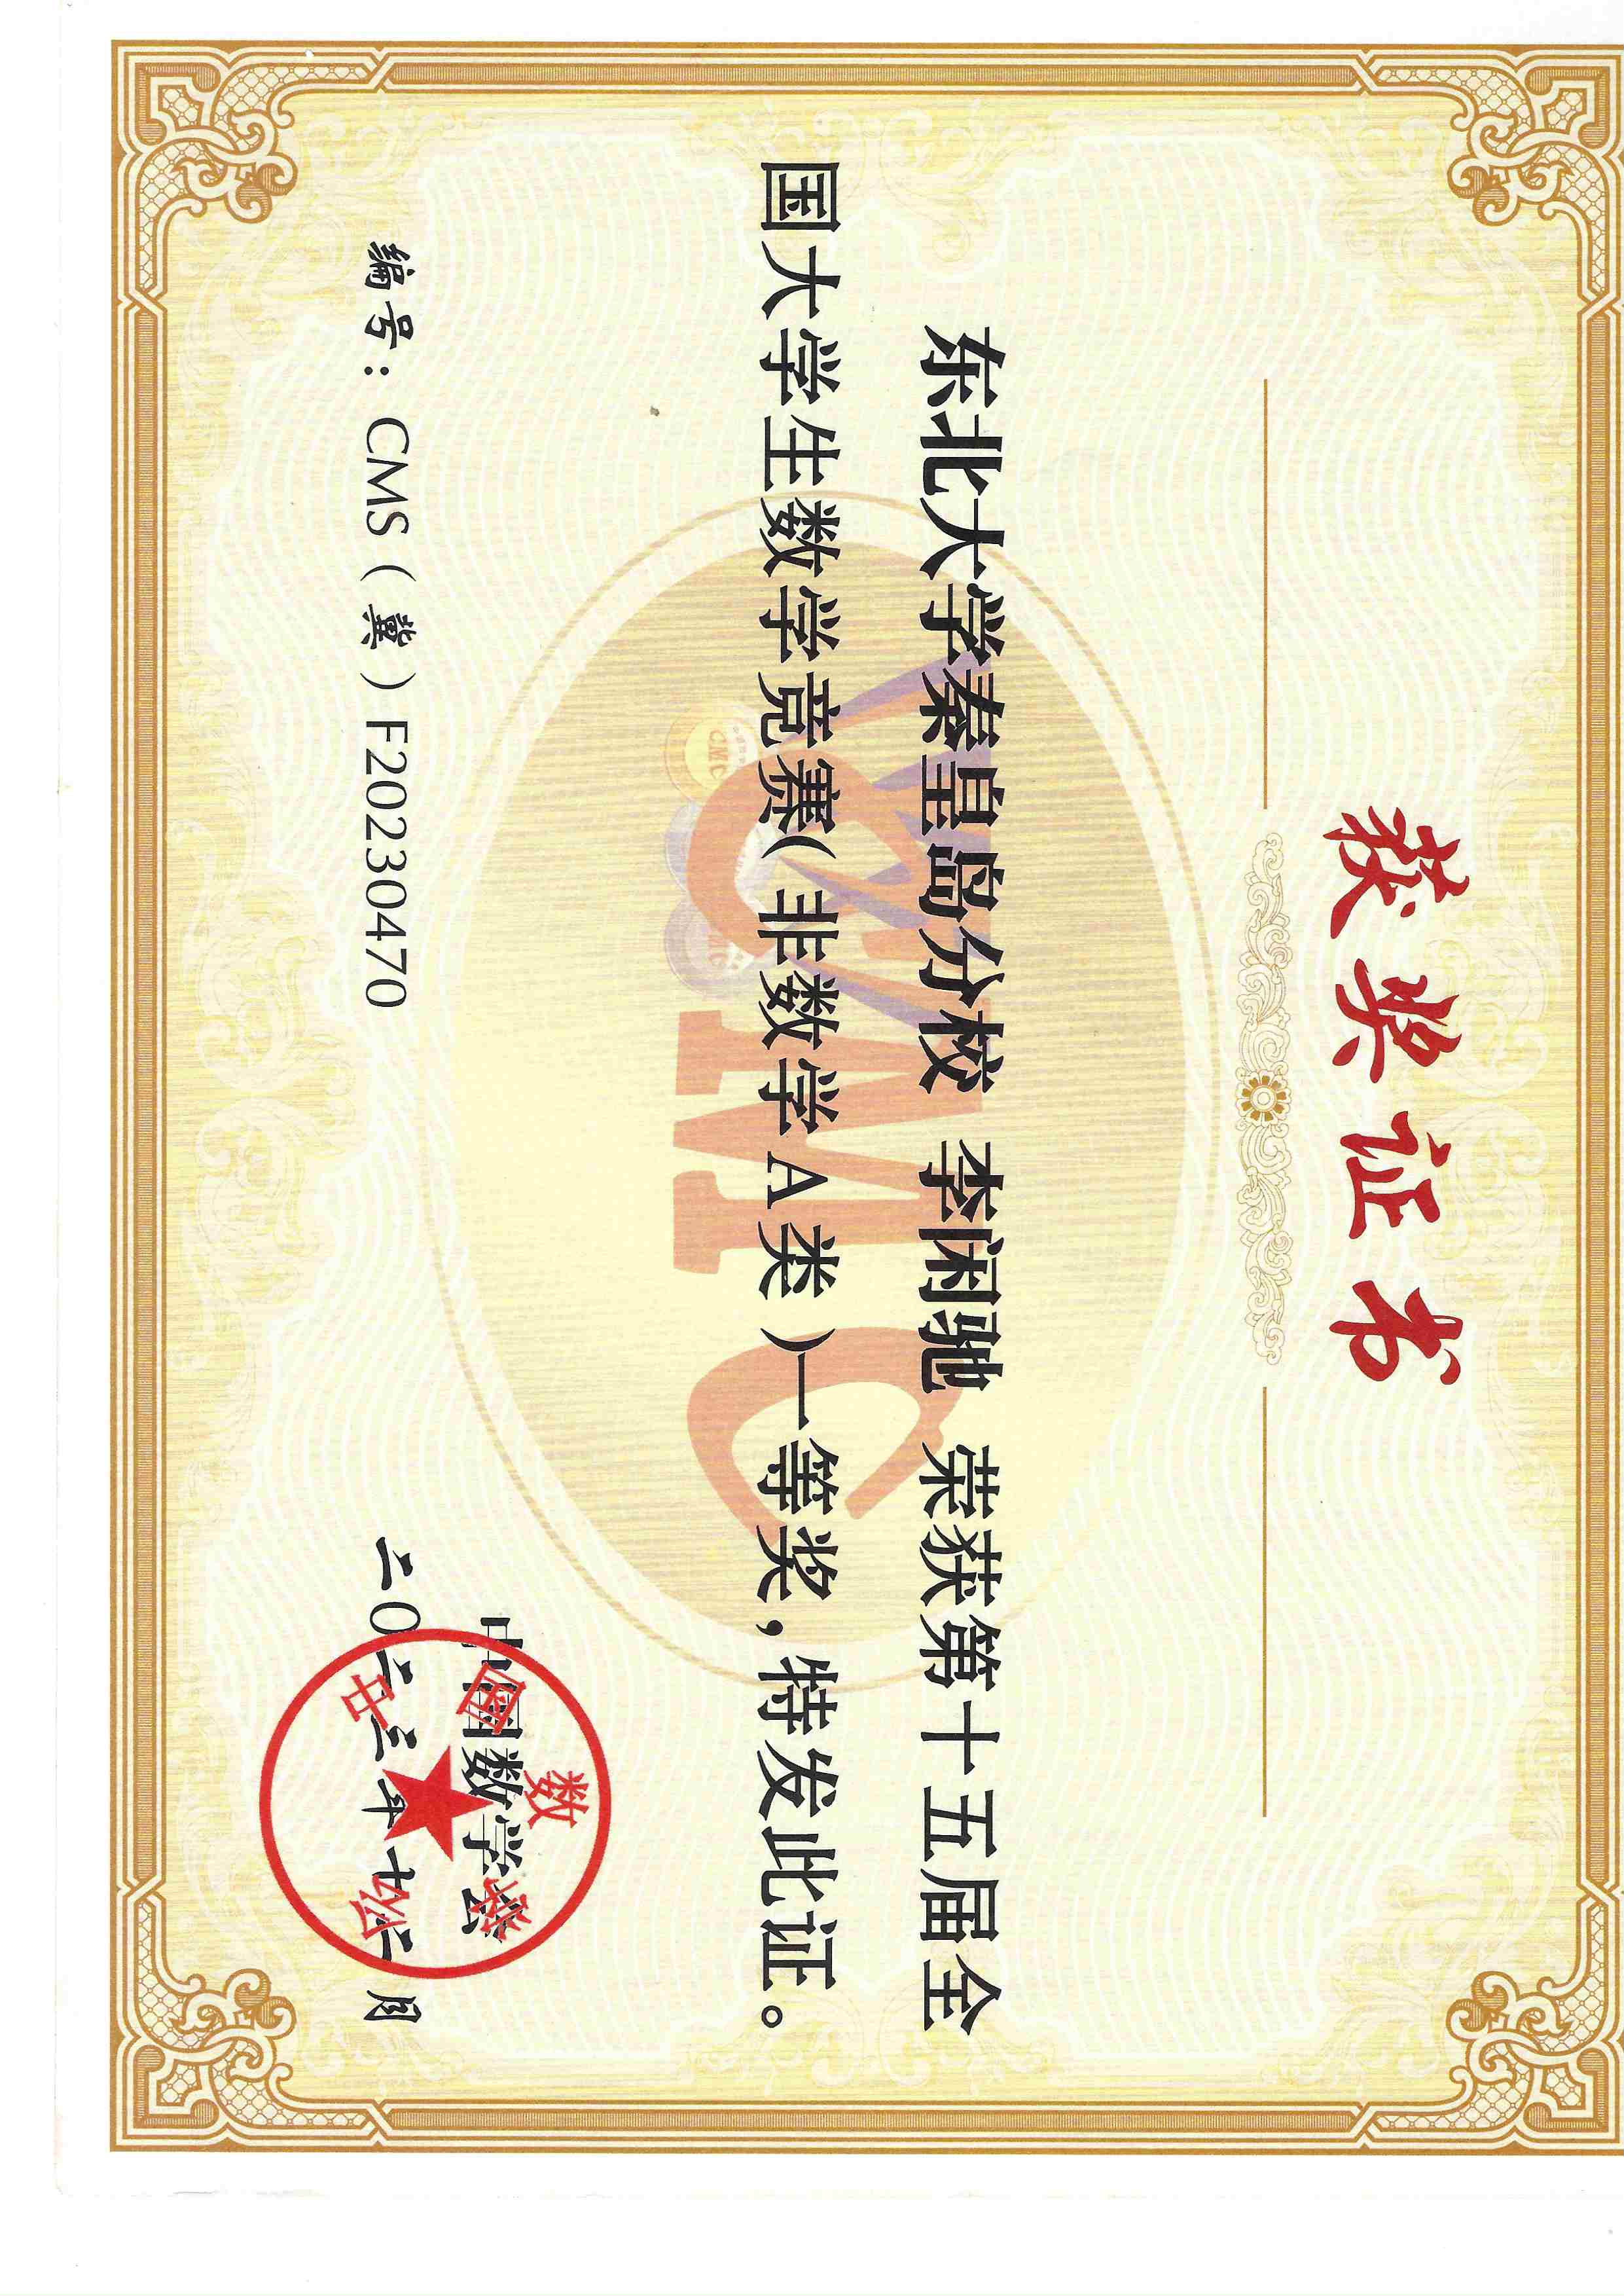 获奖证书
CMC
东北大学秦皇岛分校 李闲驰 荣获第十五届全
国大学生数学竞赛(非数学A类)一等奖,特发此证。
CMC
中国数学会
中国数学会
编号：CMS（冀）F20230470
二〇二三年十二月